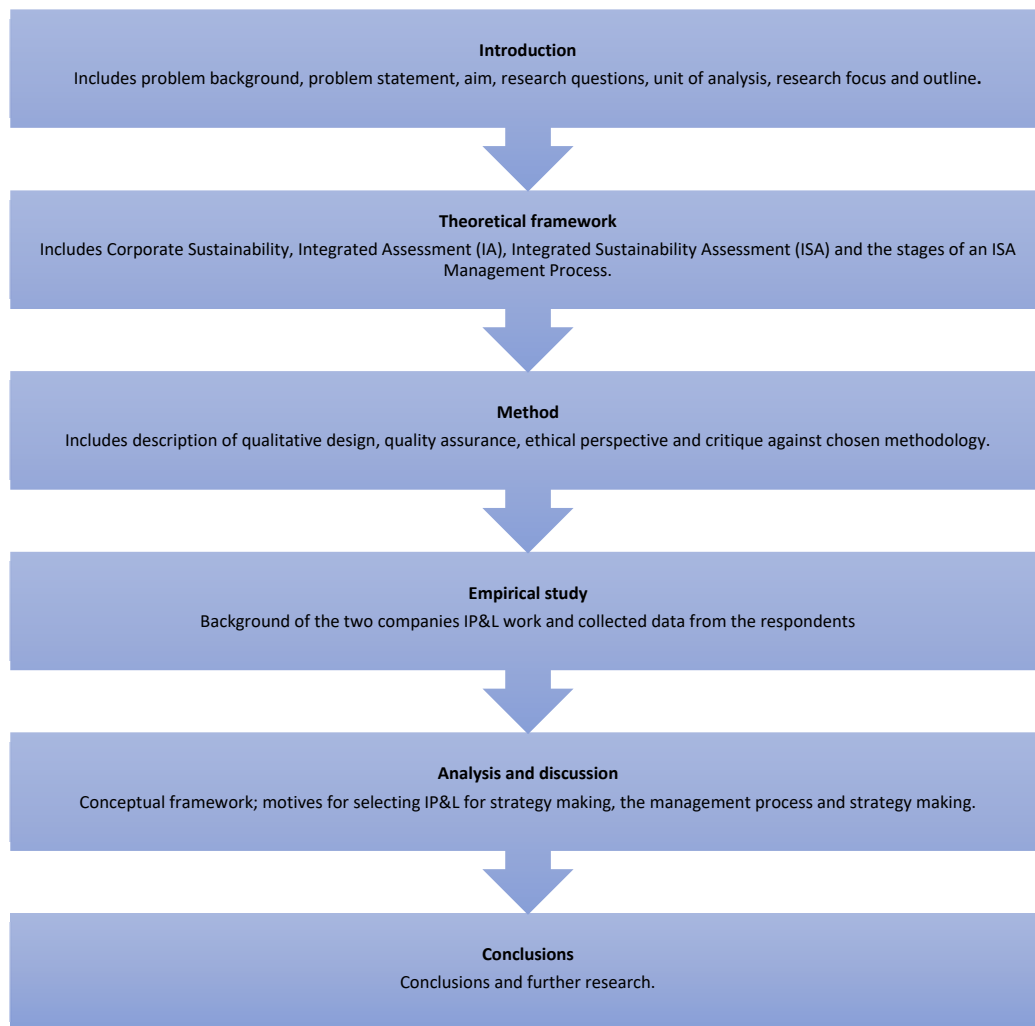 Introduction
Includes problem background, problem statement, aim, research questions, unit of analysis, research focus and outline.
Theoretical framework
Includes Corporate Sustainability, Integrated Assessment (IA), Integrated Sustainability Assessment (ISA) and the stages of an ISA
Management Process.
Method
Includes description of qualitative design, quality assurance, ethical perspective and critique against chosen methodology.
Empirical study
Background of the two companies IP&L work and collected data from the respondents
Analysis and discussion
Conceptual framework; motives for selecting IP&L for strategy making, the management process and strategy making.
Conclusions
Conclusions and further research.